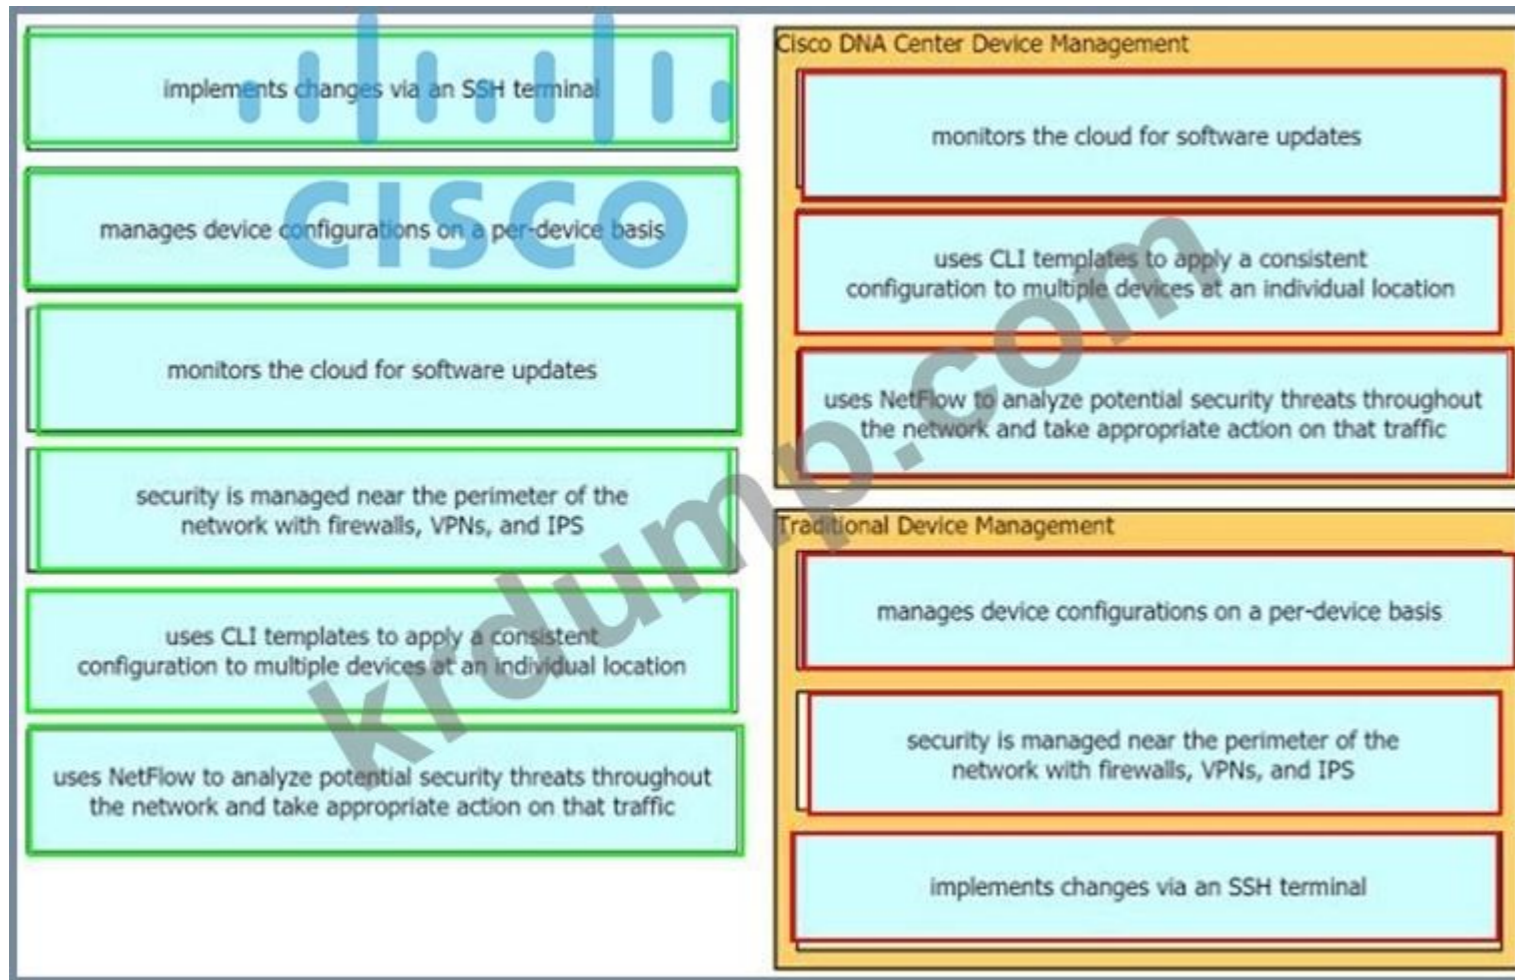 implements changes via an SSH terminal
CISCO
manages device configurations on a per-device basis
monitors the cloud for software updates
security is managed near the perimeter of the
network with firewalls, VPNs, and IPS
uses CLI templates to apply a consistent
configuration to multiple devices at an individual location
uses NetFlow to analyze potential security threats throughout
the network and take appropriate action on that traffic
Cisco DNA Center Device Management
monitors the cloud for software updates
uses CLI templates to apply a consistent
configuration to multiple devices at an individual location
uses NetFlow to analyze potential security threats throughout
the network and take appropriate action on that traffic
Traditional Device Management
manages device configurations on a per-device basis
security is managed near the perimeter of the
network with firewalls, VPNs, and IPS
implements changes via an SSH terminal
krdump.com